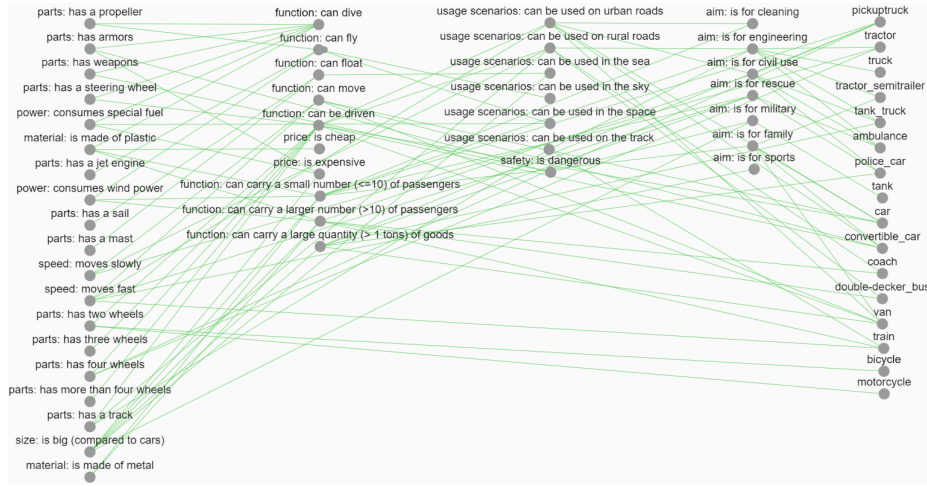 parts: has a propeller
parts: has armors
parts: has weapons
parts: has a steering wheel
power: consumes special fuel
material: is made of plastic
parts: has a jet engine
power: consumes wind power
parts: has a sail
parts: has a mast
speed: moves slowly
speed: moves fast
parts: has two wheels
parts: has three wheels
parts: has four wheels
parts: has more than four wheels
parts: has a track
size: is big (compared to cars)
material: is made of metal
function: can dive
function: can fly
function: can float
function: can move
function: can be driven
price: is cheap
price: is expensive
function: can carry a small number (<=10) of passengers
function: can carry a larger number (>10) of passengers
function: can carry a large quantity (> 1 tons) of goods
usage scenarios: can be used on urban roads
usage scenarios: can be used on rural roads
usage scenarios: can be used in the sea
usage scenarios: can be used in the sky
usage scenarios: can be used in the space
usage scenarios: can be used on the track
safety: is dangerous
aim: is for cleaning
aim: is for engineering
aim: is for civil use
aim: is for rescue
aim: is for military
aim: is for family
aim: is for sports
pickuptruck
tractor
truck
tractor_semitrailer
tank_truck
ambulance
police_car
tank
car
convertible_car
coach
double-decker_bus
van
train
bicycle
motorcycle